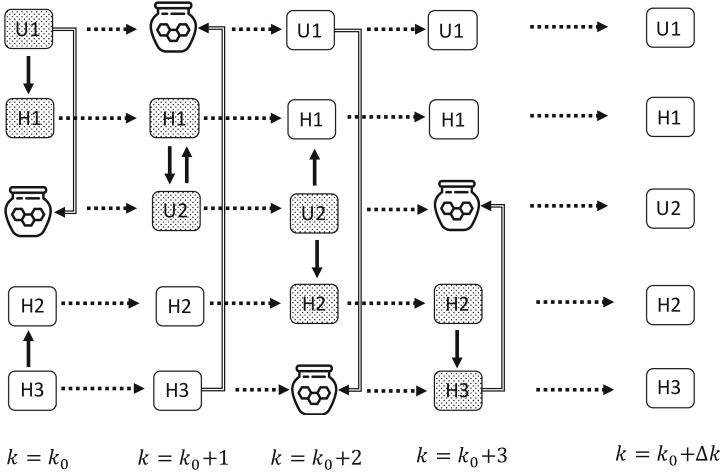 U1 U1 U1 U1
H1 H1 H1 H1 H1
U2 U2 U2
H2 H2 H2 H2 H2
H3 H3 H3 H3
k = k₀ k = k₀+1 k = k₀+2 k = k₀+3 k = k₀+Δk